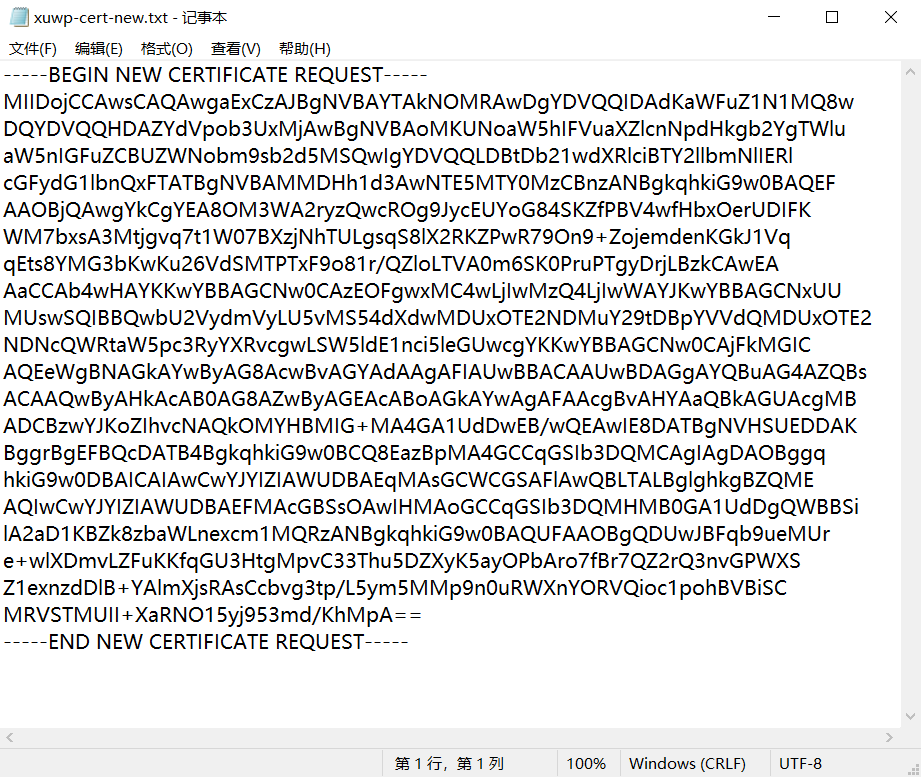 xuwp-cert-new.txt - 记事本
文件(F) 编辑(E) 格式(O) 查看(V) 帮助(H)
-----BEGIN NEW CERTIFICATE REQUEST-----
MIIDojCCAwsCAQAwgaExCzAJBgNVBAYTAkNOMRAwDgYDVQQIDAdKaWFuZ1N1MQ8w
DQYDVQQHDAZYdVpob3UxMjAwBgNVBAoMKUNoaW5hIFVuaXZlcnNpdHkgb2YgTWlu
aW5nIGFuZCBUZWNobm9sb2d5MSQwIgYDVQQLDBtDb21wdXRlciBTY2llbmNlIERl
cGFydG1lbnQxFTATBgNVBAMMDHh1d3AwNTE5MTY0MzCBnzANBgkqhkiG9w0BAQEF
AAOBjQAwgYkCgYEA8OM3WA2ryzQwcROg9JycEUYoG84SKZfPBV4wfHbxOerUDIFK
WM7bxsA3Mtjgvq7t1W07BXzjNhTULgsqS8lX2RKZPwR79On9+ZojemdenKGkJ1Vq
qEts8YMG3bKwKu26VdSMTPTxF9o81r/QZloLTVA0m6SK0PruPTgyDrjLBzkCAwEA
AaCCAb4wHAYKKwYBBAGCNw0CAzEOFgwxMC4wLjIwMzQ4LjIwWAYJKwYBBAGCNxUU
MUswSQIBBQwbU2VydmVyLU5vMS54dXdwMDUxOTE2NDMuY29tDBpYVVdQMDUxOTE2
NDNcQWRtaW5pc3RyYXRvcgwLSW5ldE1nci5leGUwcgYKKwYBBAGCNw0CAjFkMGIC
AQEeWgBNAGkAYwByAG8AcwBvAGYAdAAgAFIAUwBBACAAUwBDAGgAYQBuAG4AZQBs
ACAAQwByAHkAcAB0AG8AZwByAGEAcABoAGkAYwAgAFAAcgBvAHYAaQBkAGUAcgMB
ADCBzwYJKoZIhvcNAQkOMYHBMIG+MA4GA1UdDwEB/wQEAwIE8DATBgNVHSUEDDAK
BggrBgEFBQcDATB4BgkqhkiG9w0BCQ8EazBpMA4GCCqGSIb3DQMCAgIAgDAOBggq
hkiG9w0DBAICAIAwCwYJYIZIAWUDBAEqMAsGCWCGSAFlAwQBLTALBglghkgBZQME
AQIwCwYJYIZIAWUDBAEFMAcGBSsOAwIHMAoGCCqGSIb3DQMHMB0GA1UdDgQWBBSi
lA2aD1KBZk8zbaWLnexcm1MQRzANBgkqhkiG9w0BAQUFAAOBgQDUwJBFqb9ueMUr
e+wlXDmvLZFuKKfqGU3HtgMpvC33Thu5DZXyK5ayOPbAro7fBr7QZ2rQ3nvGPWXS
Z1exnzdDlB+YAlmXjsRAsCcbvg3tp/L5ym5MMp9n0uRWXnYORVQioc1pohBVBiSC
MRVSTMUII+XaRNO15yj953md/KhMpA==
-----END NEW CERTIFICATE REQUEST-----
第 1 行，第 1 列 100% Windows (CRLF) UTF-8